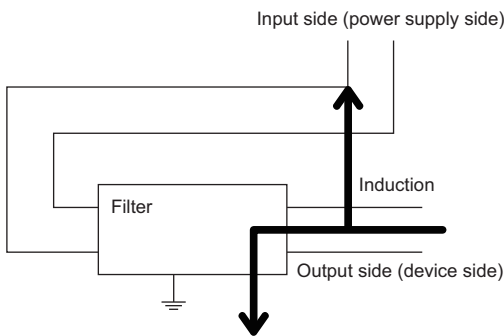 Input side (power supply side)
Induction
Filter
Output side (device side)